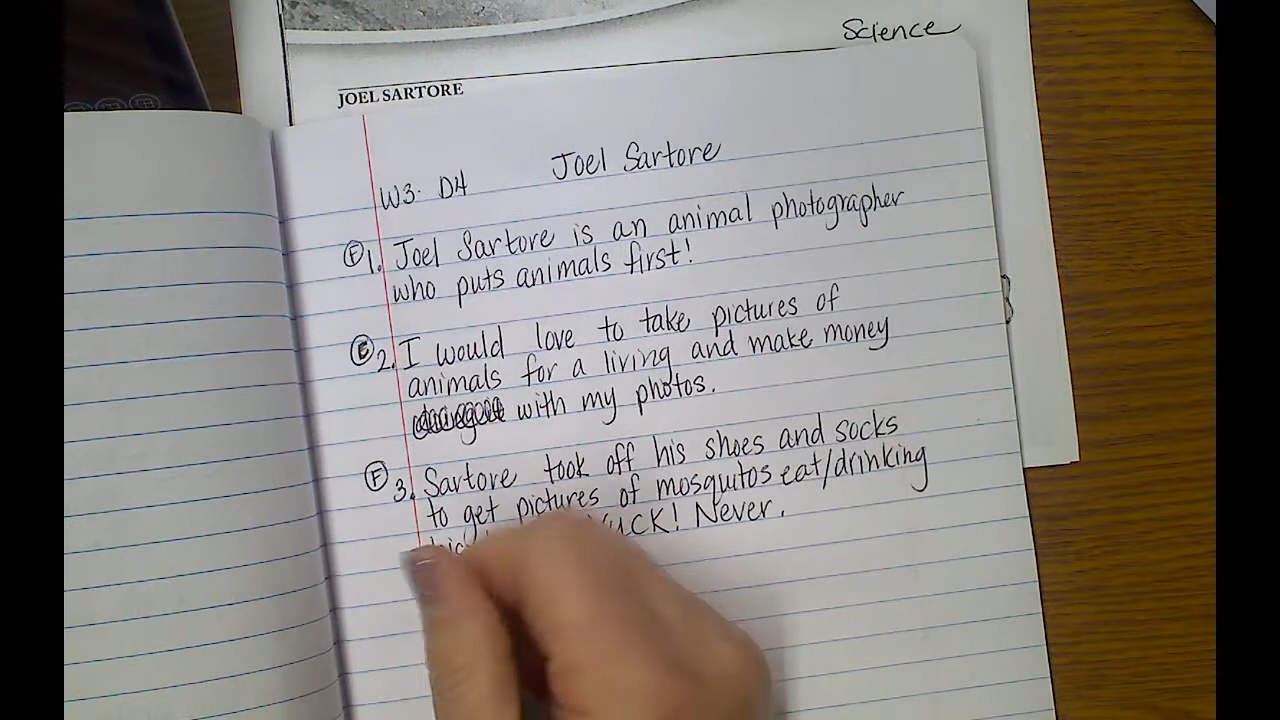 Science
JOEL SARTORE
Joel Sartore
W3. D4
Ⓕ 1. Joel Sartore is an animal photographer
who puts animals first!
2. I would love to take pictures of
animals for a living and make money
with my photos.
Ⓕ 3. Sartore took off his shoes and socks
to get pictures of mosquitos eat/drinking
YUCK! Never.